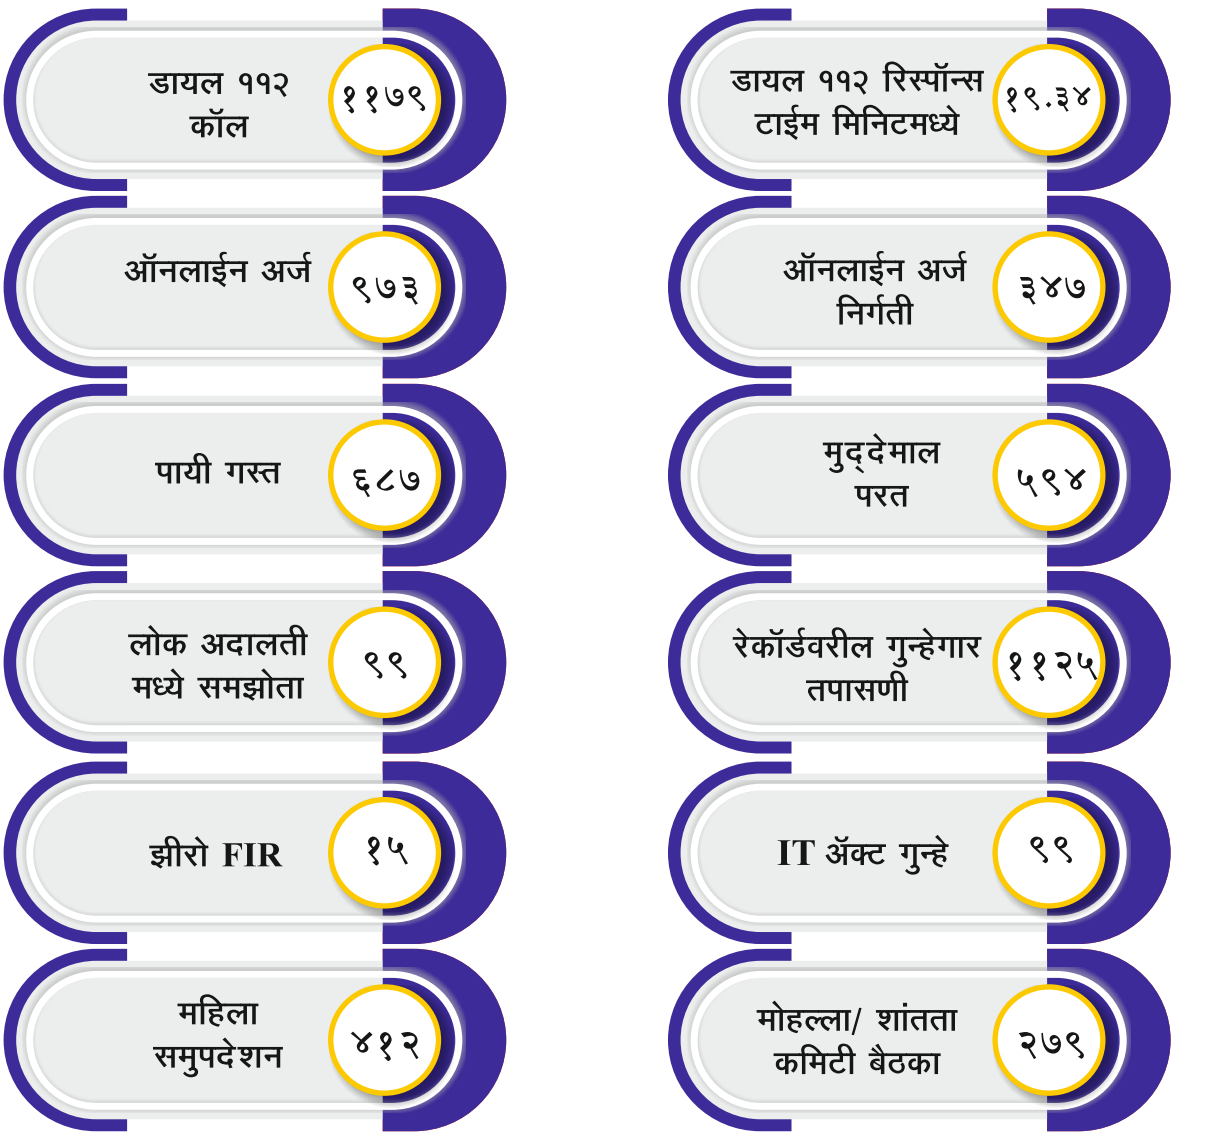 डायल ११२
कॉल
११७९
डायल ११२ रिस्पॉन्स
टाईम मिनिटमध्ये
१९.३४
ऑनलाईन अर्ज
९७३
ऑनलाईन अर्ज
निर्गती
३४७
पायी गस्त
६८७
मुद्देमाल
परत
५९४
लोक अदालती
मध्ये समझोता
९९
रेकॉर्डवरील गुन्हेगार
तपासणी
११२५
झीरो FIR
१५
IT ॲक्ट गुन्हे
९९
महिला
समुपदेशन
४१२
मोहल्ला/ शांतता
कमिटी बैठका
२७९